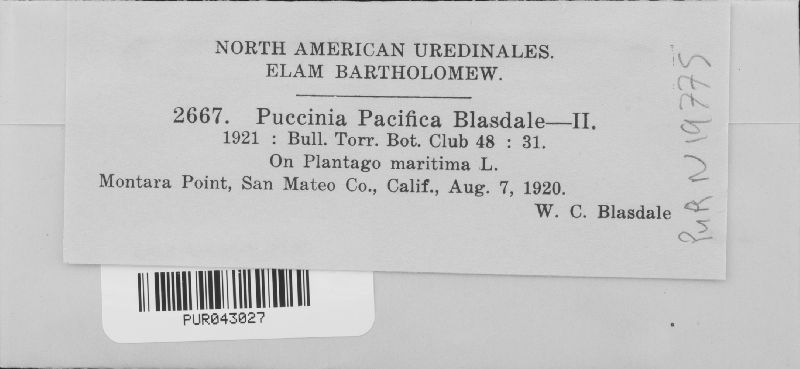 NORTH AMERICAN UREDINALES.
ELAM BARTHOLOMEW.
2667. Puccinia Pacifica Blasdale—II.
1921 : Bull. Torr. Bot. Club 48 : 31.
On Plantago maritima L.
Montara Point, San Mateo Co., Calif., Aug. 7, 1920.
W. C. Blasdale
PUR N19775
PUR043027